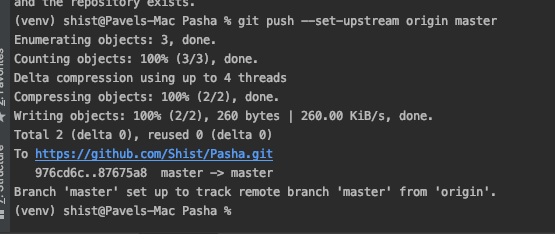 and the repository exists.
(venv) shist@Pavels-Mac Pasha % git push --set-upstream origin master
Enumerating objects: 3, done.
Counting objects: 100% (3/3), done.
Delta compression using up to 4 threads
Compressing objects: 100% (2/2), done.
Writing objects: 100% (2/2), 260 bytes | 260.00 KiB/s, done.
Total 2 (delta 0), reused 0 (delta 0)
To https://github.com/Shist/Pasha.git
976cd6c..87675a8  master -> master
Branch 'master' set up to track remote branch 'master' from 'origin'.
(venv) shist@Pavels-Mac Pasha %
2: Favorites
Z: Structure